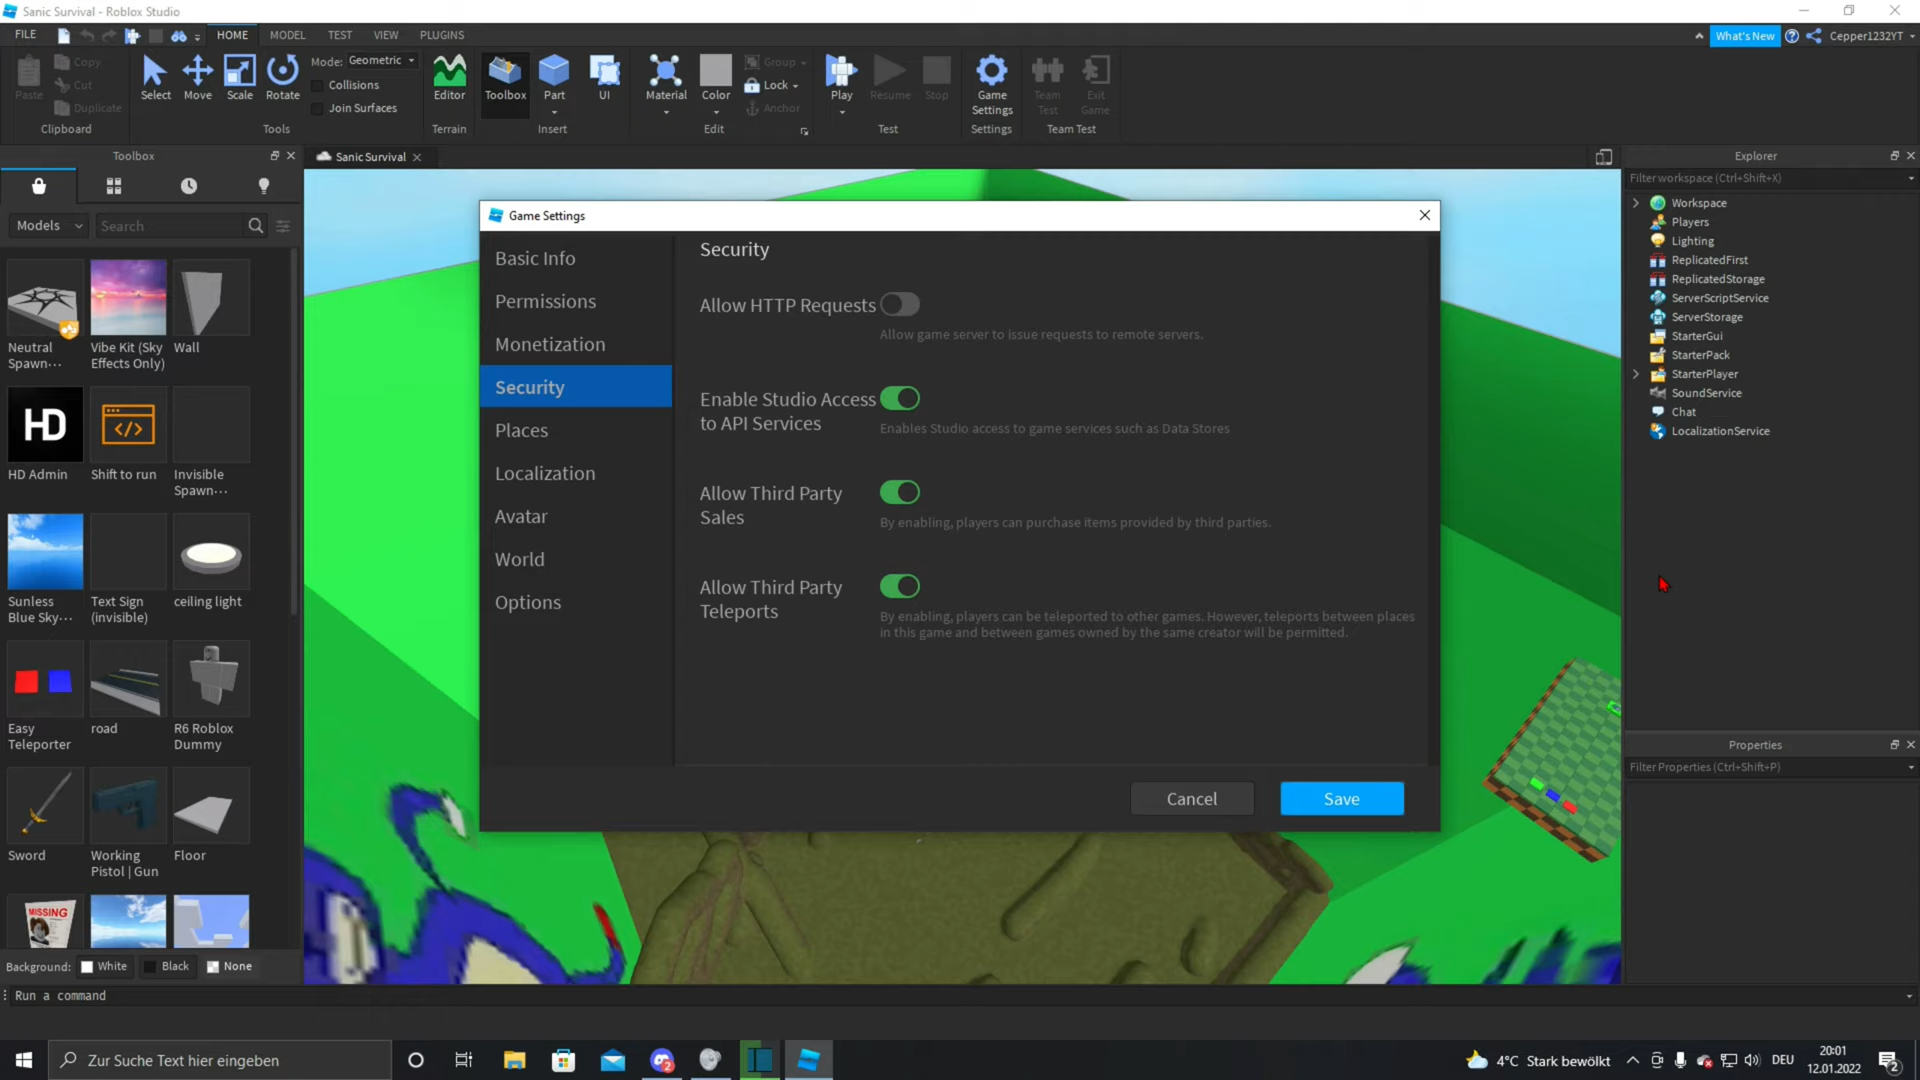 Sanic Survival - Roblox Studio
FILE
HOME
MODEL
TEST
VIEW
PLUGINS
What's New
Cepper1232YT
Paste
Copy
Cut
Duplicate
Clipboard
Select
Move
Scale
Rotate
Mode: Geometric
Collisions
Join Surfaces
Tools
Editor
Terrain
Toolbox
Part
UI
Insert
Material
Color
Group
Lock
Anchor
Edit
Play
Resume
Stop
Test
Game
Settings
Settings
Team
Test
Exit
Game
Team Test
Toolbox
Sanic Survival
Explorer
Models
Search
Filter workspace (Ctrl+Shift+X)
Neutral
Spawn...
Vibe Kit (Sky
Effects Only)
Wall
HD
HD Admin
Shift to run
Invisible
Spawn...
Sunless
Blue Sky...
Text Sign
(invisible)
ceiling light
Easy
Teleporter
road
R6 Roblox
Dummy
Sword
Working
Pistol | Gun
Floor
MISSING
Background:
White
Black
None
Run a command
Game Settings
Basic Info
Permissions
Monetization
Security
Places
Localization
Avatar
World
Options
Security
Allow HTTP Requests
Allow game server to issue requests to remote servers.
Enable Studio Access
to API Services
Enables Studio access to game services such as Data Stores
Allow Third Party
Sales
By enabling, players can purchase items provided by third parties.
Allow Third Party
Teleports
By enabling, players can be teleported to other games. However, teleports between places
in this game and between games owned by the same creator will be permitted.
Cancel
Save
Workspace
Players
Lighting
ReplicatedFirst
ReplicatedStorage
ServerScriptService
ServerStorage
StarterGui
StarterPack
StarterPlayer
SoundService
Chat
LocalizationService
Properties
Filter Properties (Ctrl+Shift+P)
Zur Suche Text hier eingeben
2
4°C Stark bewölkt
DEU
20:01
12.01.2022
2